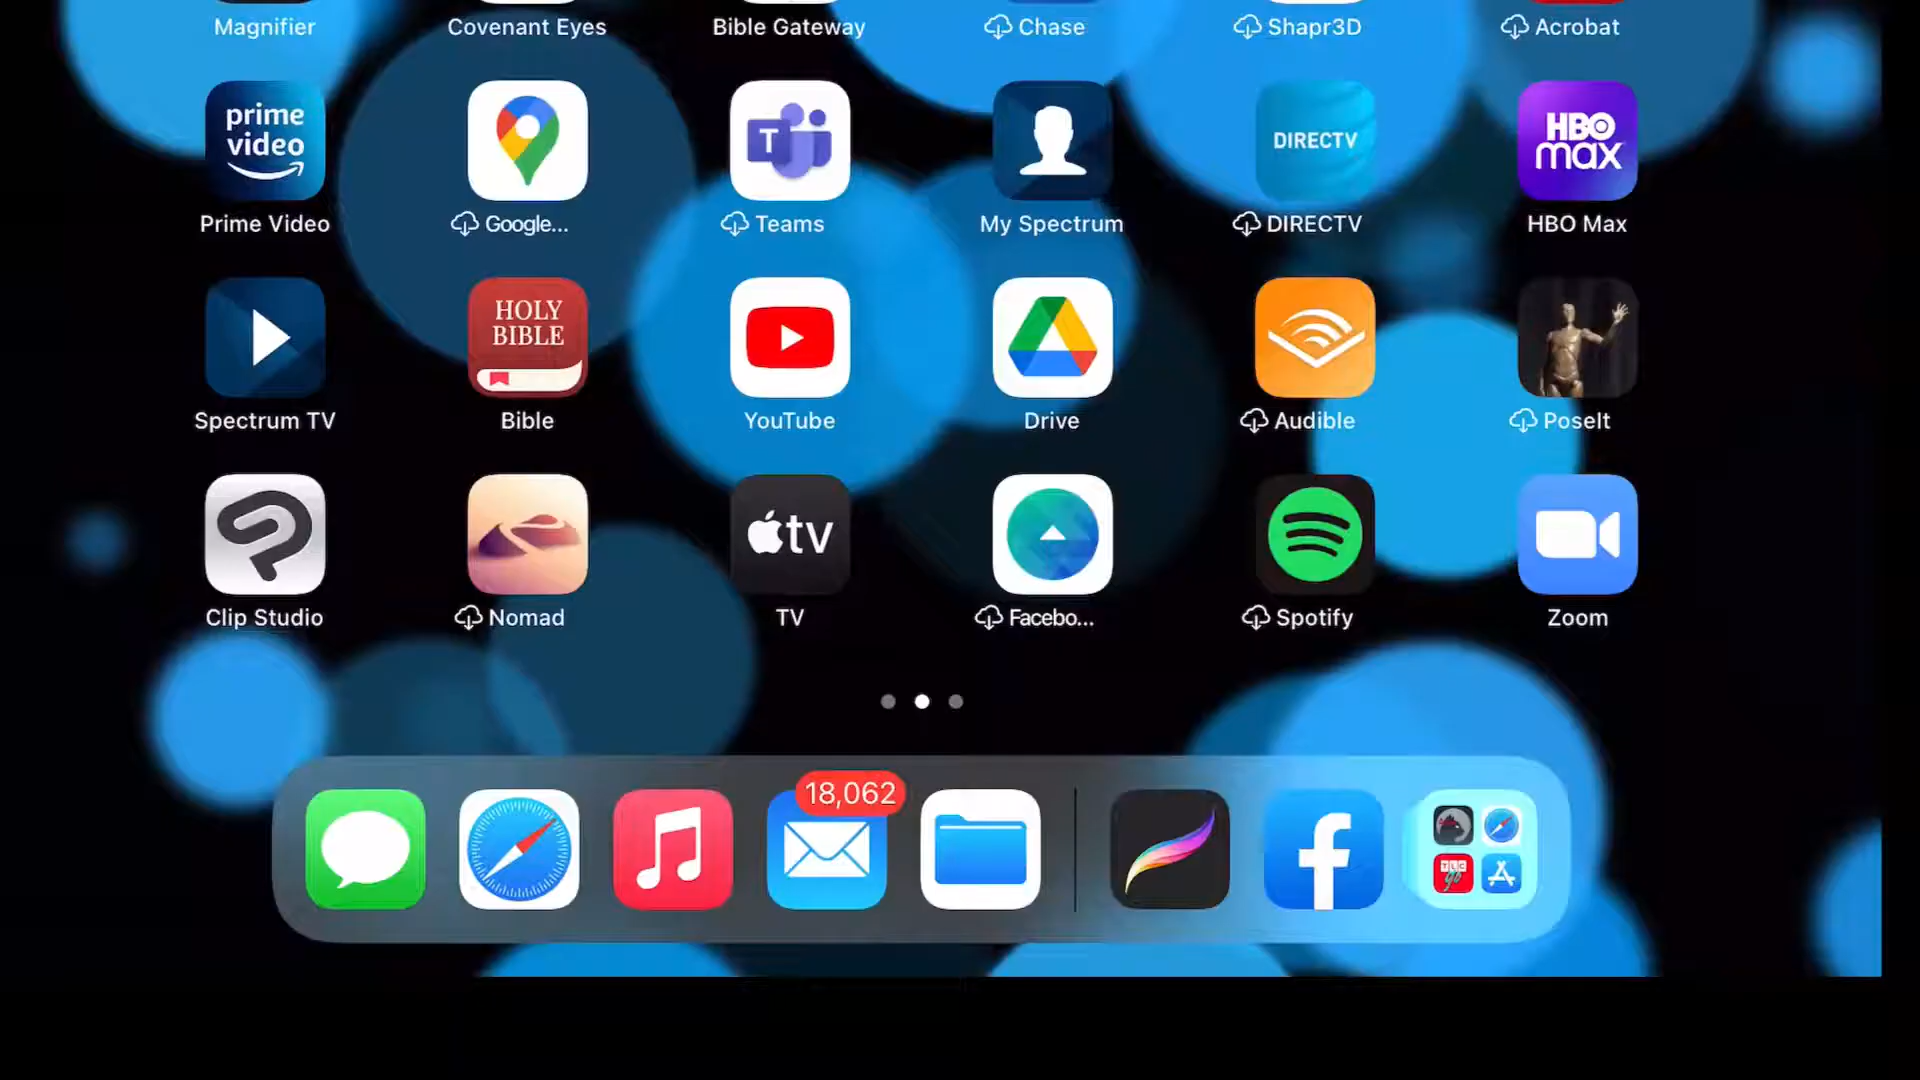 Magnifier
Covenant Eyes
Bible Gateway
Chase
Shapr3D
Acrobat
prime
video
DIRECTV
HBO
max
Prime Video
Google...
Teams
My Spectrum
DIRECTV
HBO Max
HOLY
BIBLE
Spectrum TV
Bible
YouTube
Drive
Audible
PoseIt
tv
Clip Studio
Nomad
TV
Facebo...
Spotify
Zoom
18,062
TLC
go